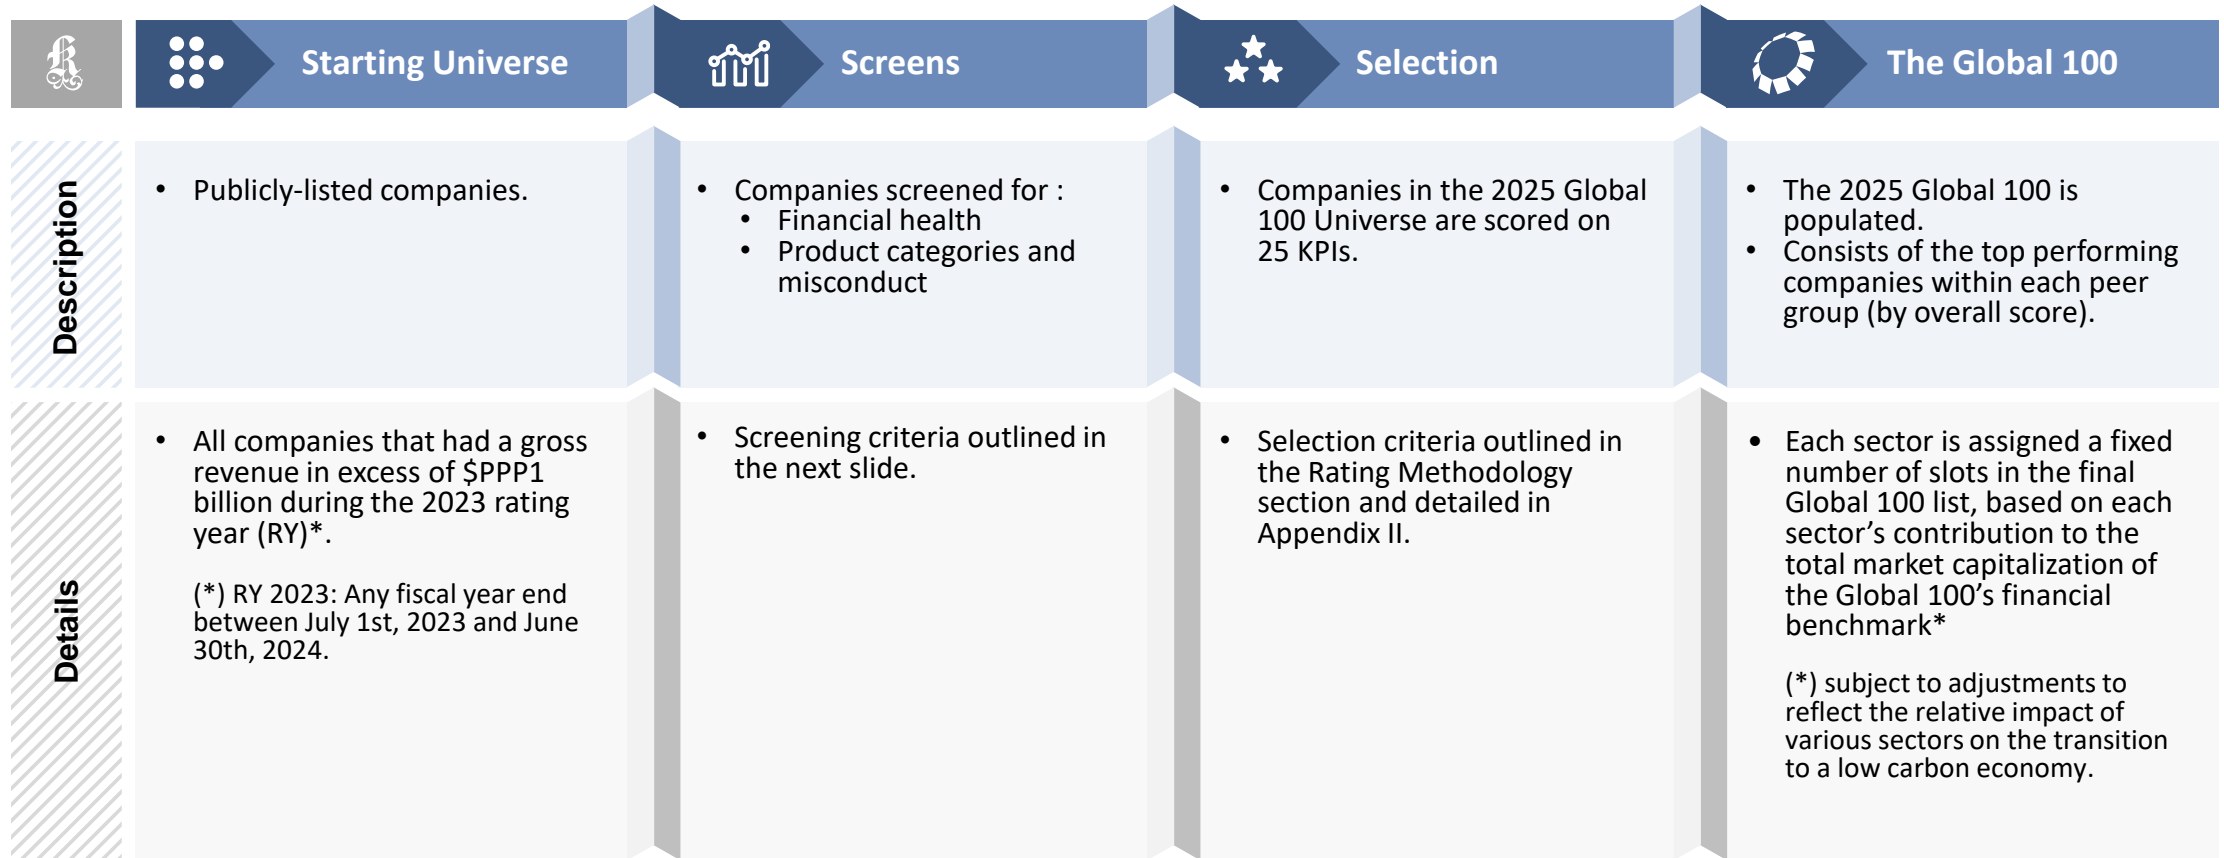 K
Starting Universe
Screens
Selection
The Global 100
Description
• Publicly-listed companies.
• Companies screened for :
• Financial health
• Product categories and
misconduct
• Companies in the 2025 Global
100 Universe are scored on
25 KPIs.
• The 2025 Global 100 is
populated.
• Consists of the top performing
companies within each peer
group (by overall score).
Details
• All companies that had a gross
revenue in excess of $PPP1
billion during the 2023 rating
year (RY)*.
(*) RY 2023: Any fiscal year end
between July 1st, 2023 and June
30th, 2024.
• Screening criteria outlined in
the next slide.
• Selection criteria outlined in
the Rating Methodology
section and detailed in
Appendix II.
• Each sector is assigned a fixed
number of slots in the final
Global 100 list, based on each
sector’s contribution to the
total market capitalization of
the Global 100’s financial
benchmark*
(*) subject to adjustments to
reflect the relative impact of
various sectors on the transition
to a low carbon economy.